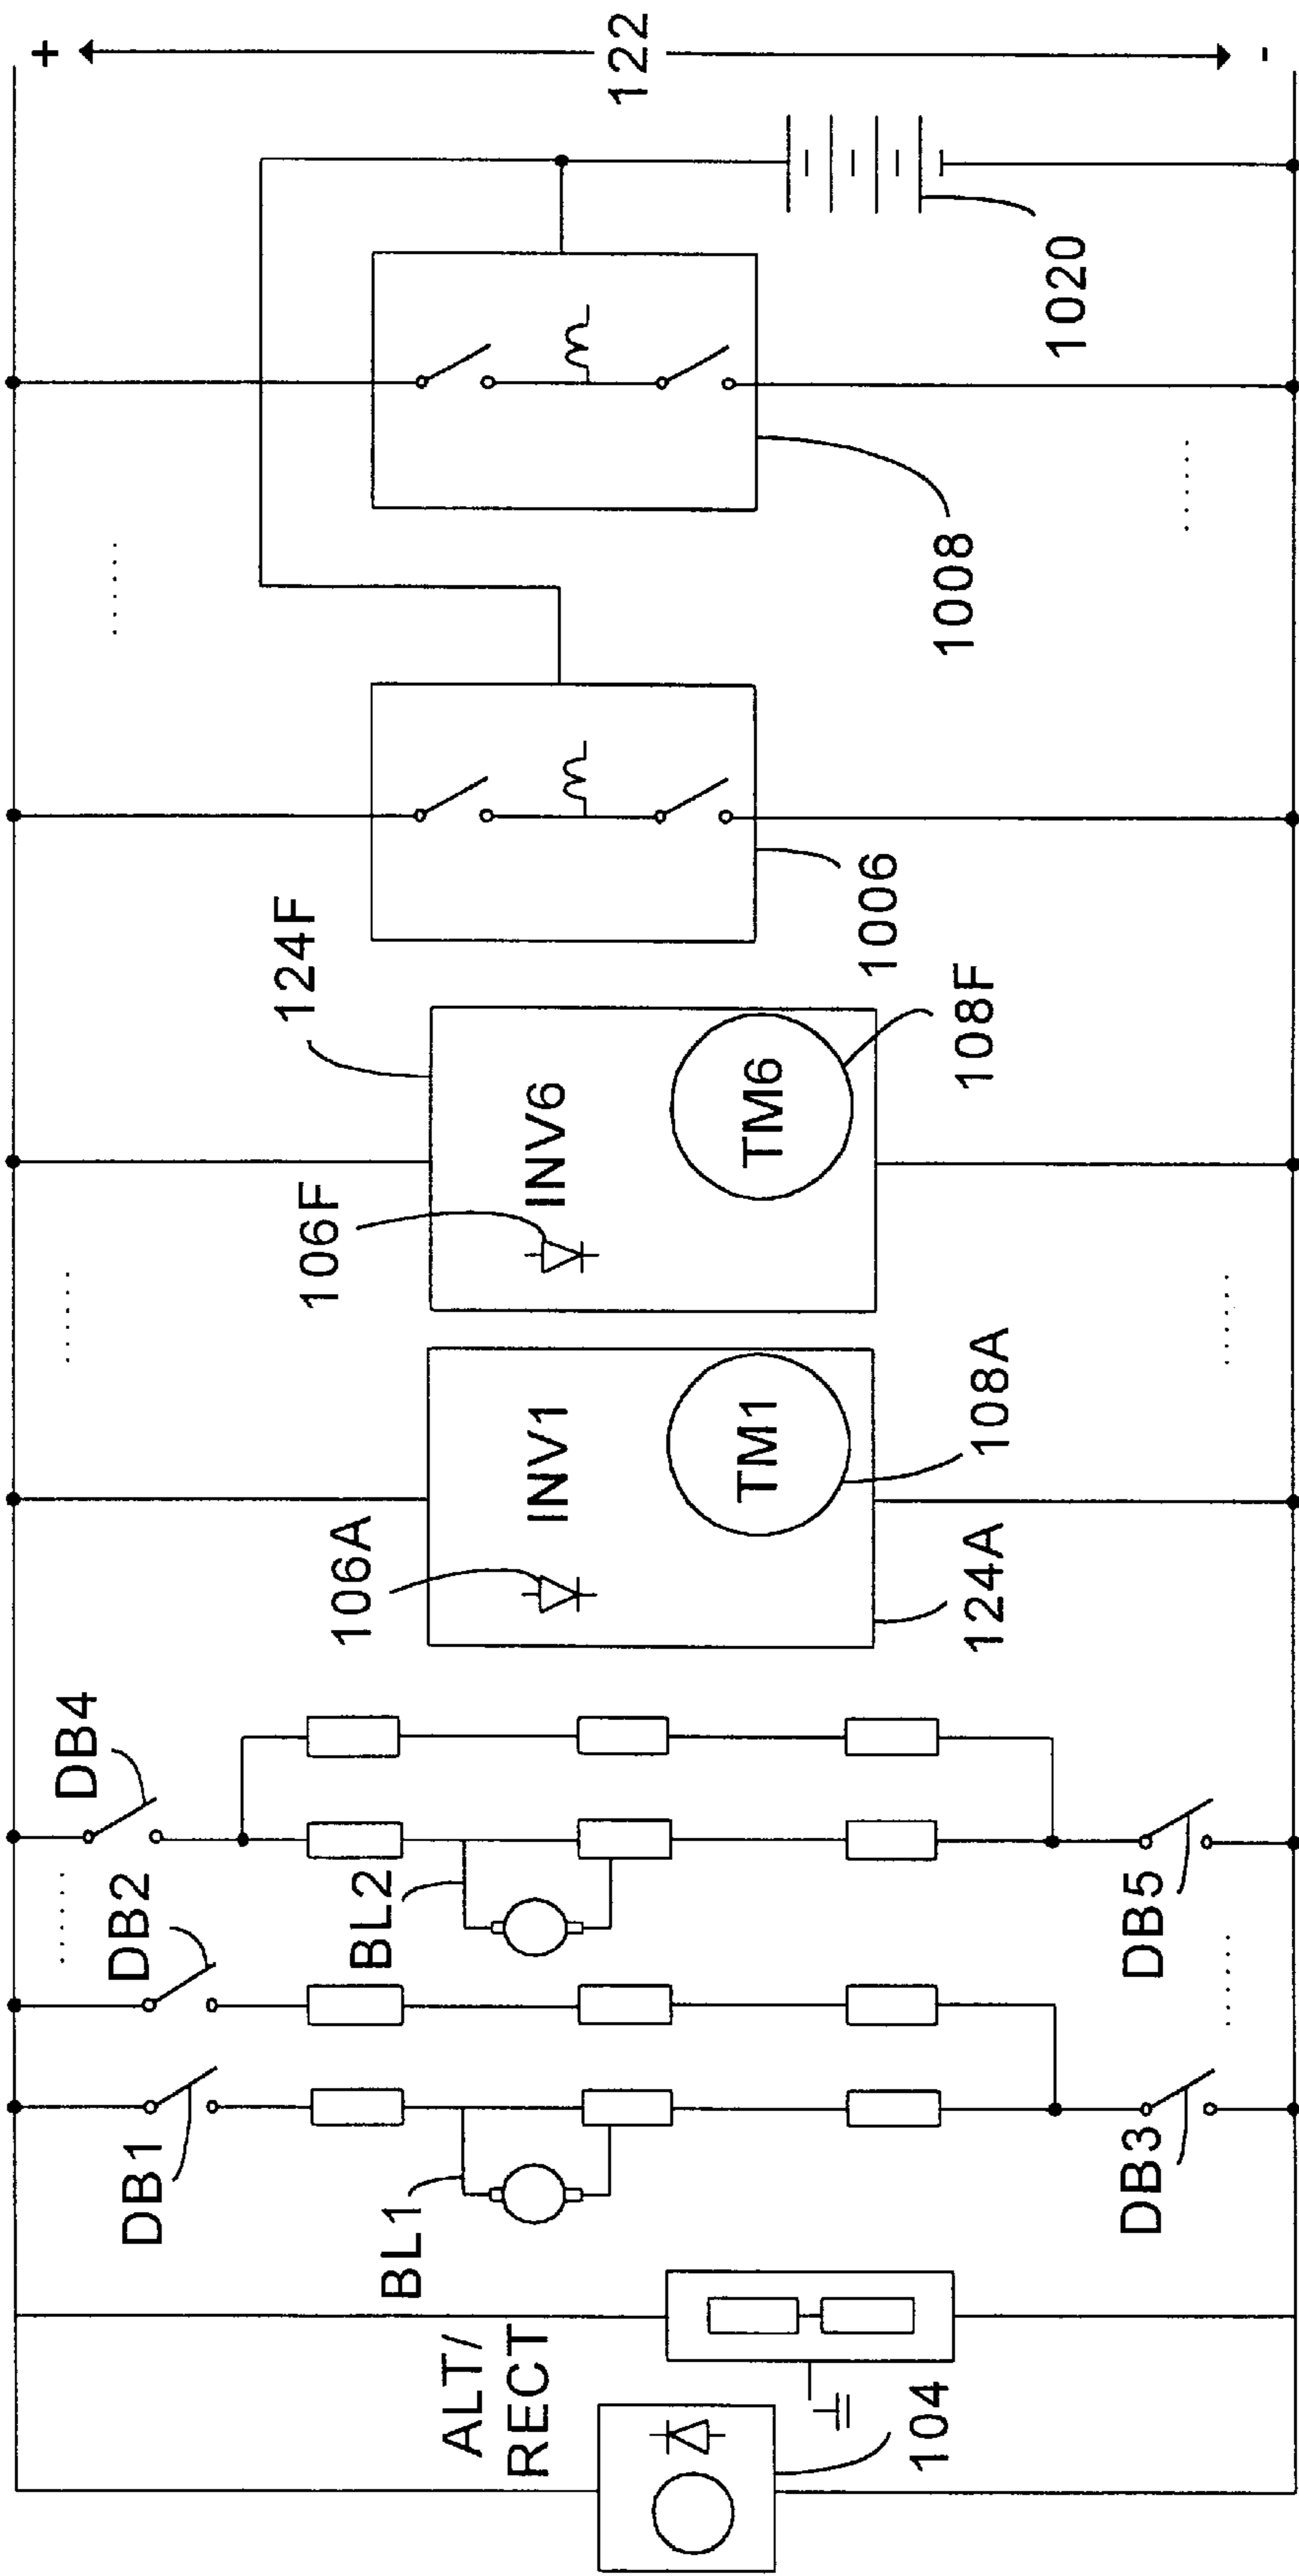 +
122
-
1020
1008
1006
124F
106F
INV6
TM6
108F
106A
INV1
TM1
108A
124A
DB4
DB2
DB1
BL2
BL1
DB5
DB3
ALT/
RECT
104